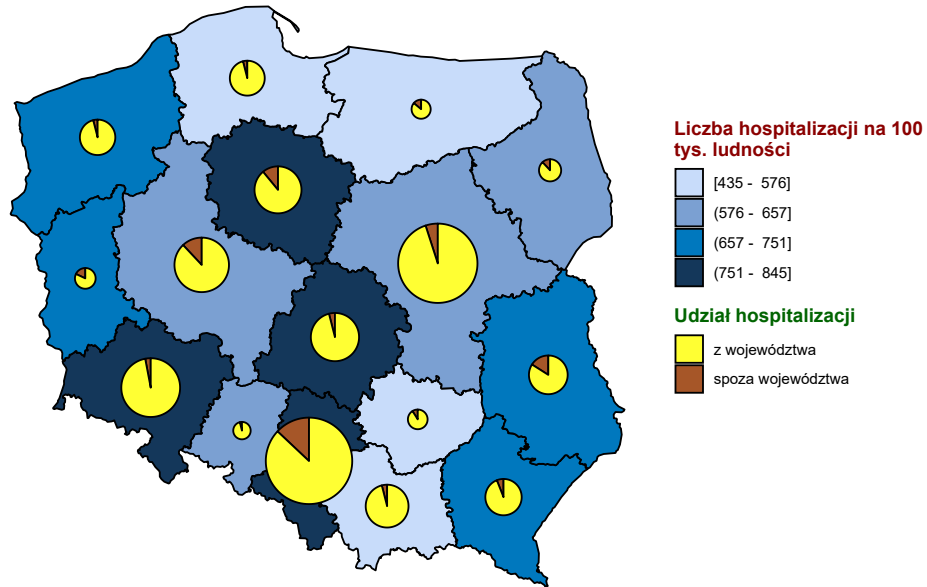 Liczba hospitalizacji na 100
tys. ludności
[435 - 576]
(576 - 657]
(657 - 751]
(751 - 845]
Udział hospitalizacji
z województwa
spoza województwa